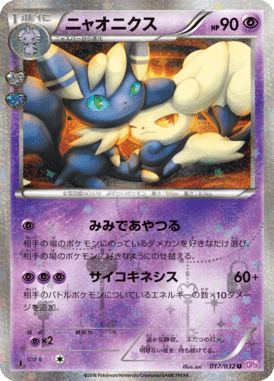 1進化
ニャオニクス
HP90
ニャスパーから進化
みみであやつる
相手の場のポケモンにのっているダメカンを好きなだけ選び、
相手の場のポケモンに好きなようにのせ替える。
サイコキネシス 60+
相手のバトルポケモンについているエネルギーの数×10ダメージ
を追加。
×2
017/032 U
©2016 Pokémon/Nintendo/Creatures/GAME FREAK.